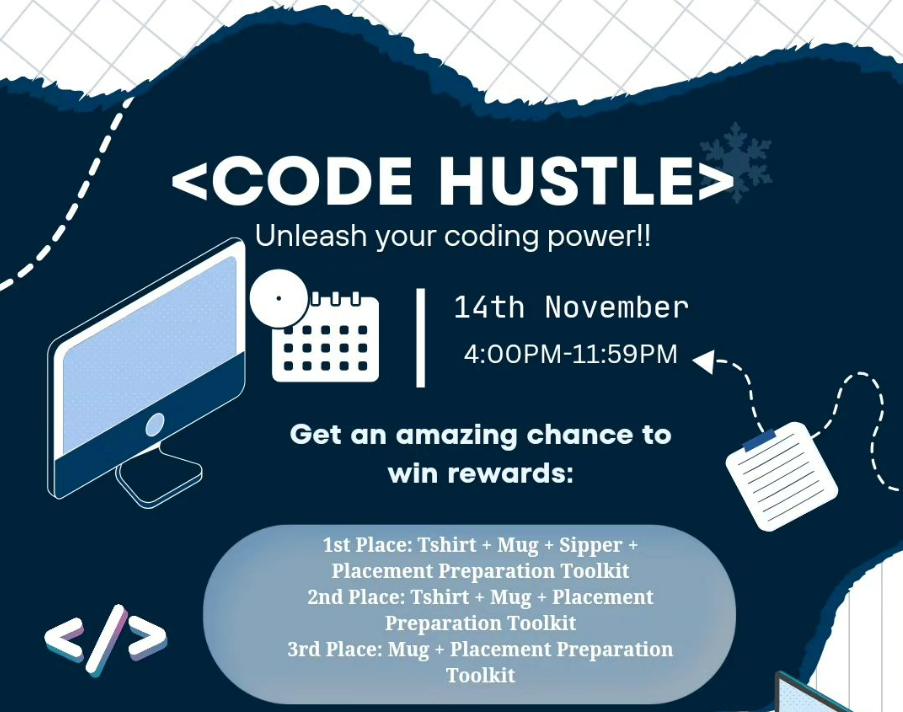 <CODE HUSTLE>
Unleash your coding power!!
14th November
4:00PM-11:59PM
Get an amazing chance to
win rewards:
1st Place: Tshirt + Mug + Sipper +
Placement Preparation Toolkit
2nd Place: Tshirt + Mug + Placement
Preparation Toolkit
3rd Place: Mug + Placement Preparation
Toolkit
</>